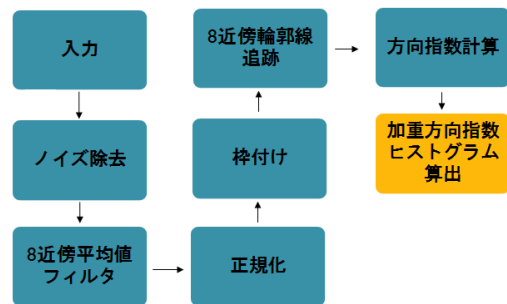 入力
ノイズ除去
8近傍平均値
フィルタ
正規化
枠付け
8近傍輪郭線
追跡
方向指数計算
加重方向指数
ヒストグラム
算出